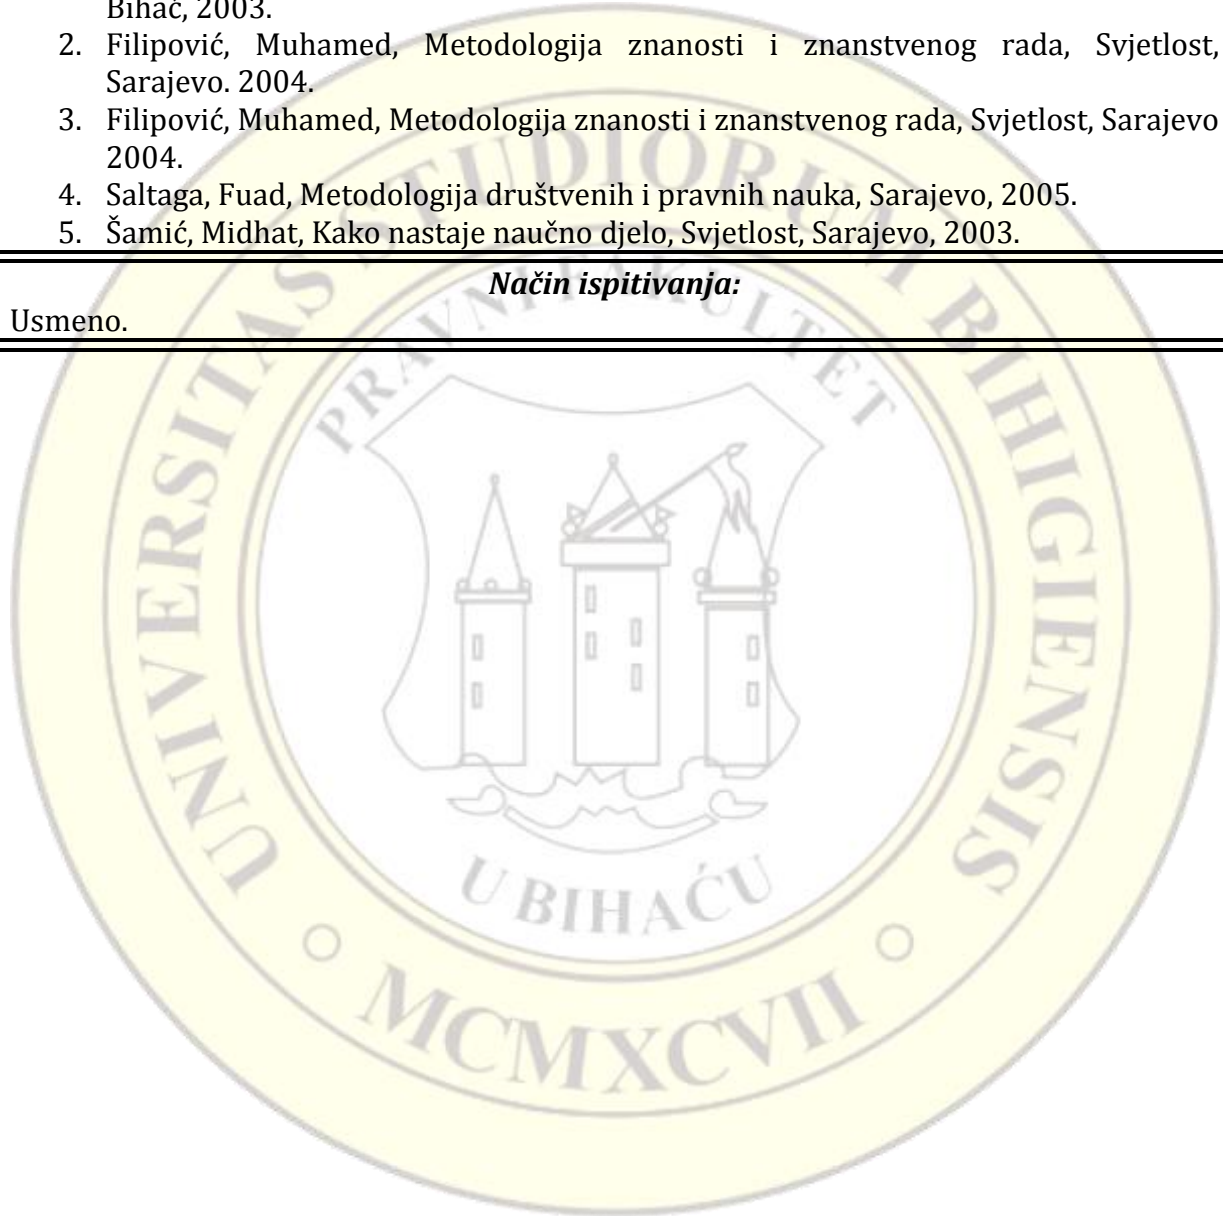 Bihać, 2003.
2. Filipović, Muhamed, Metodologija znanosti i znanstvenog rada, Svjetlost,
Sarajevo. 2004.
3. Filipović, Muhamed, Metodologija znanosti i znanstvenog rada, Svjetlost, Sarajevo
2004.
4. Saltaga, Fuad, Metodologija društvenih i pravnih nauka, Sarajevo, 2005.
5. Šamić, Midhat, Kako nastaje naučno djelo, Svjetlost, Sarajevo, 2003.
Način ispitivanja:
Usmeno.
UNIVERSITAS STUDIORUM BIHIGIENSIS
PRAVNI FAKULTET
U BIHAĆU
MCMXCVII